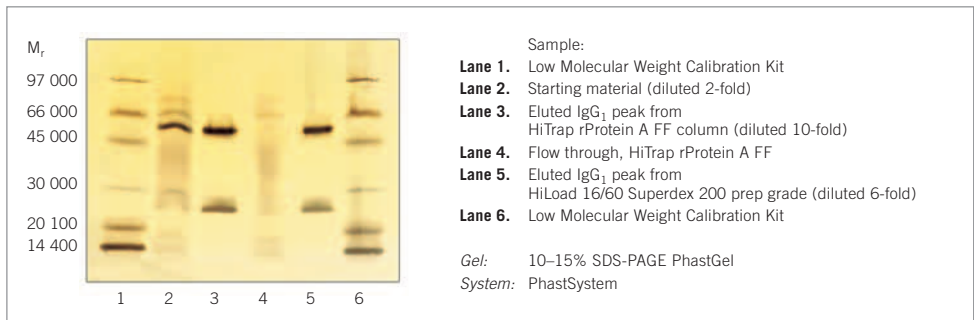 Mr
97 000
66 000
45 000
30 000
20 100
14 400
1 2 3 4 5 6
Sample:
Lane 1. Low Molecular Weight Calibration Kit
Lane 2. Starting material (diluted 2-fold)
Lane 3. Eluted IgG1 peak from
HiTrap rProtein A FF column (diluted 10-fold)
Lane 4. Flow through, HiTrap rProtein A FF
Lane 5. Eluted IgG1 peak from
HiLoad 16/60 Superdex 200 prep grade (diluted 6-fold)
Lane 6. Low Molecular Weight Calibration Kit
Gel: 10–15% SDS-PAGE PhastGel
System: PhastSystem